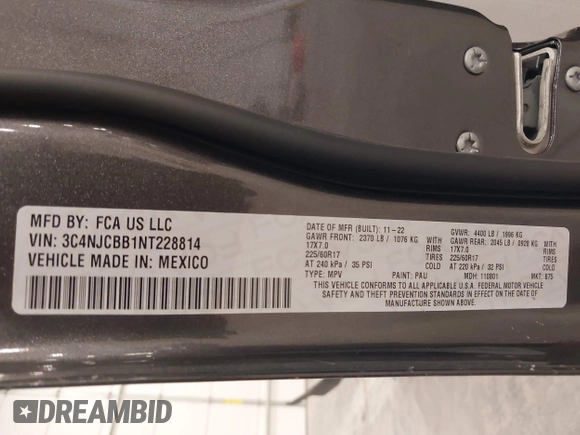 MFD BY: FCA US LLC
VIN: 3C4NJCBB1NT228814
VEHICLE MADE IN: MEXICO
DATE OF MFR (BUILT): 11-22
GAWR FRONT: 2370 LB / 1076 KG
17X7.0
225/60R17
AT 240 kPa / 35 PSI
TYPE: MPV
PAINT: PAU
GVWR: 4400 LB / 1996 KG
WITH GAWR REAR: 2045 LB / 0928 KG WITH
RIMS 17X7.0 RIMS
TIRES 225/60R17 TIRES
COLD AT 220 kPa / 32 PSI COLD
MDH: 110801 MKT: 875
THIS VEHICLE CONFORMS TO ALL APPLICABLE U.S.A. FEDERAL MOTOR VEHICLE
SAFETY AND THEFT PREVENTION STANDARDS IN EFFECT ON THE DATE OF
MANUFACTURE SHOWN ABOVE.
DREAMBID